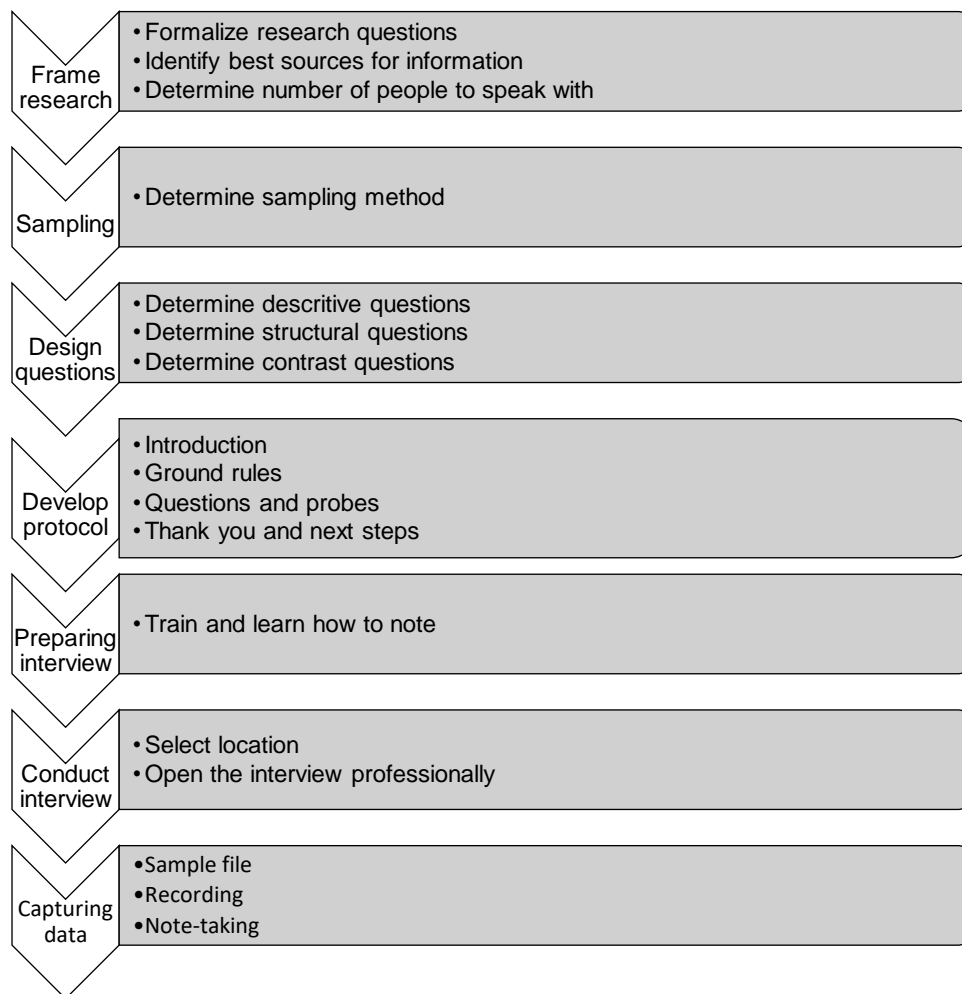 Frame
research
• Formalize research questions
• Identify best sources for information
• Determine number of people to speak with
Sampling
• Determine sampling method
Design
questions
• Determine descritive questions
• Determine structural questions
• Determine contrast questions
Develop
protocol
• Introduction
• Ground rules
• Questions and probes
• Thank you and next steps
Preparing
interview
• Train and learn how to note
Conduct
interview
• Select location
• Open the interview professionally
Capturing
data
• Sample file
• Recording
• Note-taking